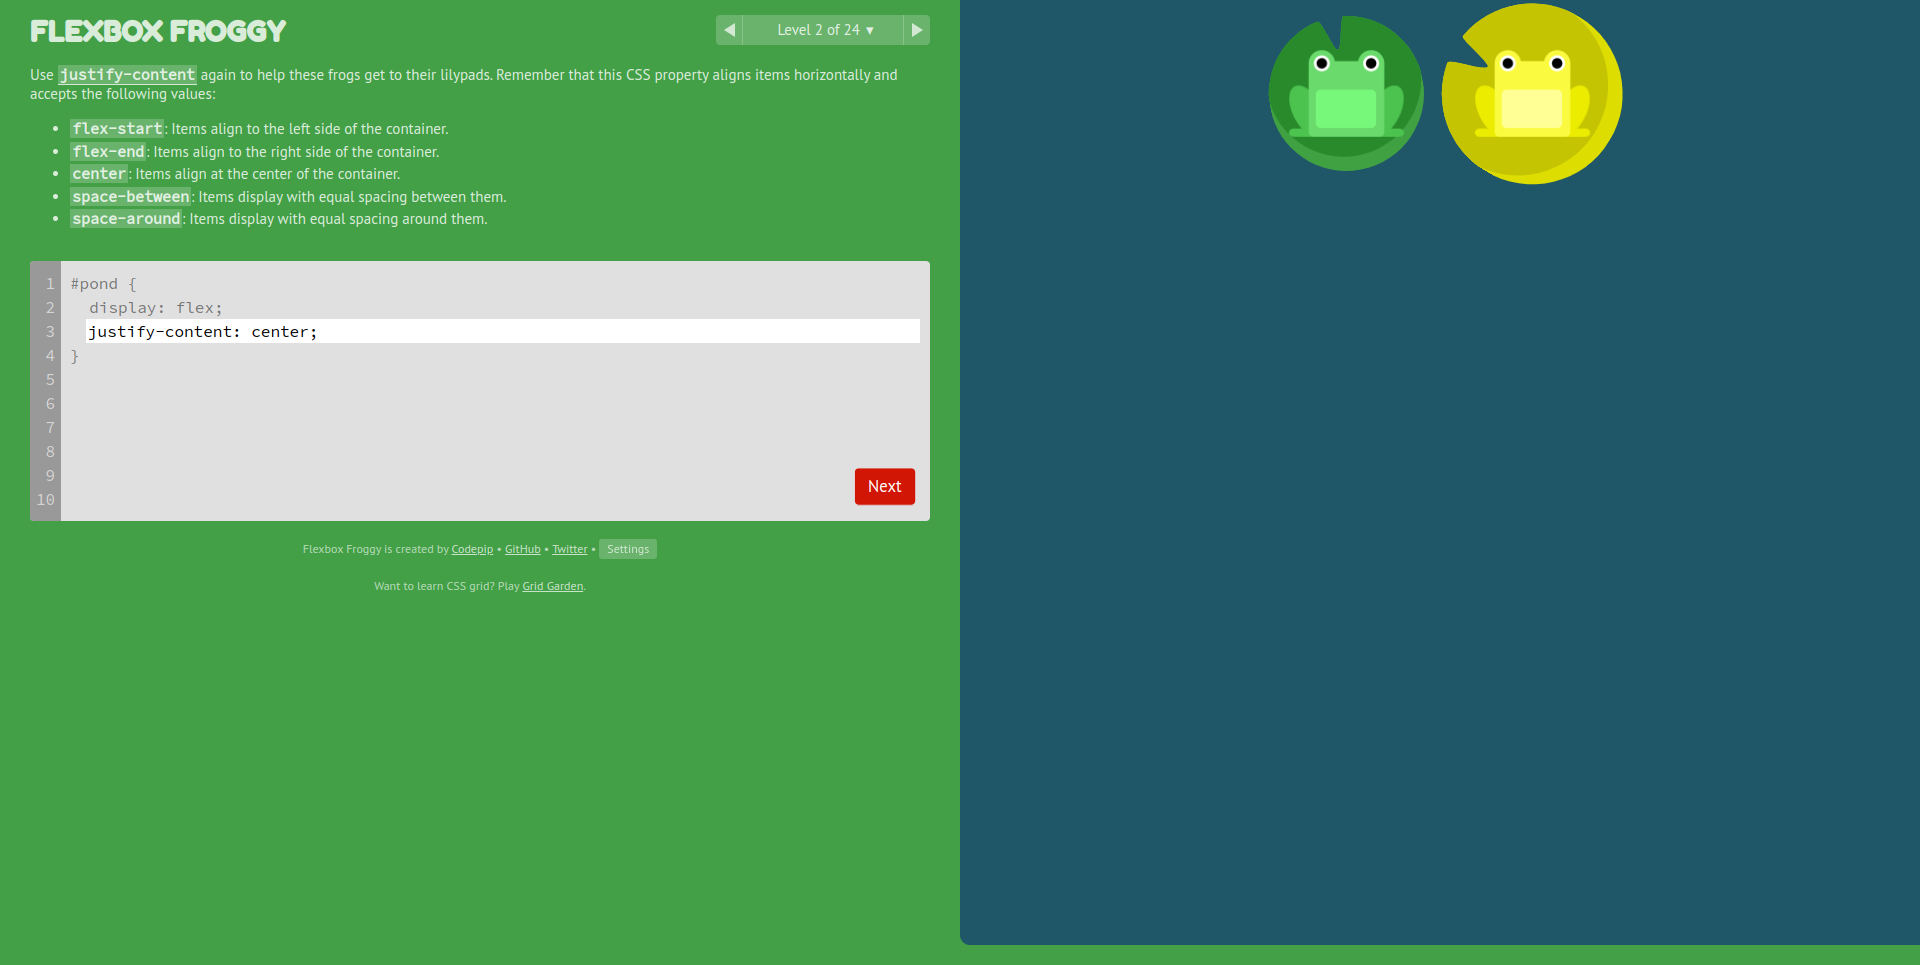 FLEXBOX FROGGY
Level 2 of 24 ▾
Use justify-content again to help these frogs get to their lilypads. Remember that this CSS property aligns items horizontally and
accepts the following values:
• flex-start: Items align to the left side of the container.
• flex-end: Items align to the right side of the container.
• center: Items align at the center of the container.
• space-between: Items display with equal spacing between them.
• space-around: Items display with equal spacing around them.
1 #pond {
2   display: flex;
3   justify-content: center;
4 }
5
6
7
8
9
10
Next
Flexbox Froggy is created by Codepip • GitHub • Twitter • Settings
Want to learn CSS grid? Play Grid Garden.